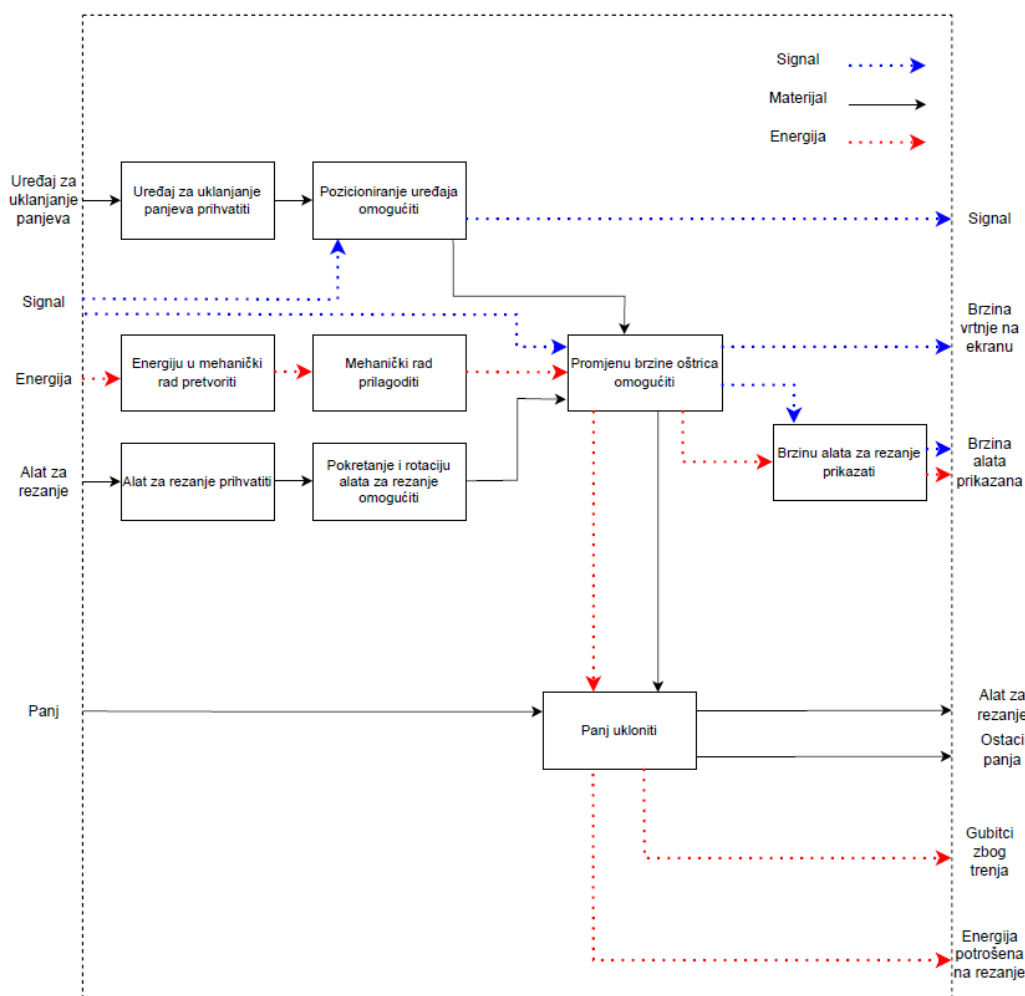 Signal
Materijal
Energija
Uređaj za
uklanjanje
panjeva
Uređaj za uklanjanje
panjeva prihvatiti
Pozicioniranje uređaja
omogućiti
Signal
Signal
Brzina
vrtnje na
ekranu
Energija
Energiju u mehanički
rad pretvoriti
Mehanički rad
prilagoditi
Promjenu brzine oštrica
omogućiti
Alat za
rezanje
Alat za rezanje prihvatiti
Pokretanje i rotaciju
alata za rezanje
omogućiti
Brzinu alata za rezanje
prikazati
Brzina
alata
prikazana
Panj
Panj ukloniti
Alat za
rezanje
Ostaci
panja
Gubitci
zbog
trenja
Energija
potrošena
na rezanje